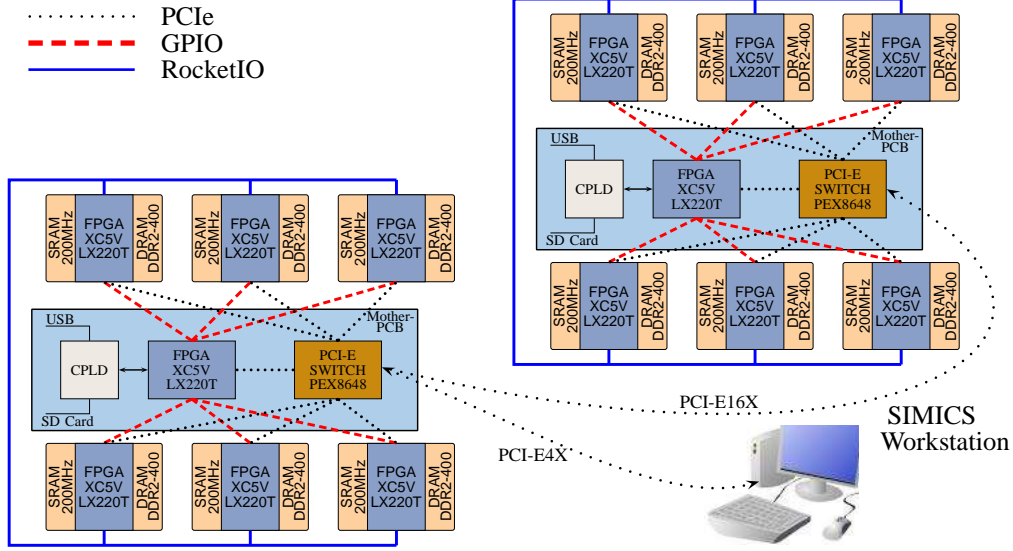 PCIe
GPIO
RocketIO
SRAM
200MHz
FPGA
XC5V
LX220T
DRAM
DDR2-400
SRAM
200MHz
FPGA
XC5V
LX220T
DRAM
DDR2-400
SRAM
200MHz
FPGA
XC5V
LX220T
DRAM
DDR2-400
USB
Mother-
PCB
CPLD
FPGA
XC5V
LX220T
PCI-E
SWITCH
PEX8648
SD Card
SRAM
200MHz
FPGA
XC5V
LX220T
DRAM
DDR2-400
SRAM
200MHz
FPGA
XC5V
LX220T
DRAM
DDR2-400
SRAM
200MHz
FPGA
XC5V
LX220T
DRAM
DDR2-400
SRAM
200MHz
FPGA
XC5V
LX220T
DRAM
DDR2-400
SRAM
200MHz
FPGA
XC5V
LX220T
DRAM
DDR2-400
SRAM
200MHz
FPGA
XC5V
LX220T
DRAM
DDR2-400
USB
Mother-
PCB
CPLD
FPGA
XC5V
LX220T
PCI-E
SWITCH
PEX8648
SD Card
SRAM
200MHz
FPGA
XC5V
LX220T
DRAM
DDR2-400
SRAM
200MHz
FPGA
XC5V
LX220T
DRAM
DDR2-400
SRAM
200MHz
FPGA
XC5V
LX220T
DRAM
DDR2-400
PCI-E16X
PCI-E4X
SIMICS
Workstation